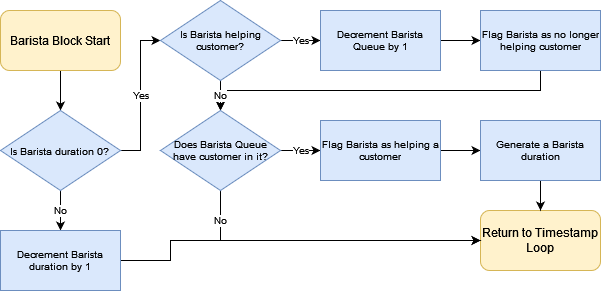 Barista Block Start
Is Barista helping
customer?
Yes
Decrement Barista
Queue by 1
Flag Barista as no longer
helping customer
Yes
No
Is Barista duration 0?
Does Barista Queue
have customer in it?
Yes
Flag Barista as helping a
customer
Generate a Barista
duration
No
No
Decrement Barista
duration by 1
Return to Timestamp
Loop